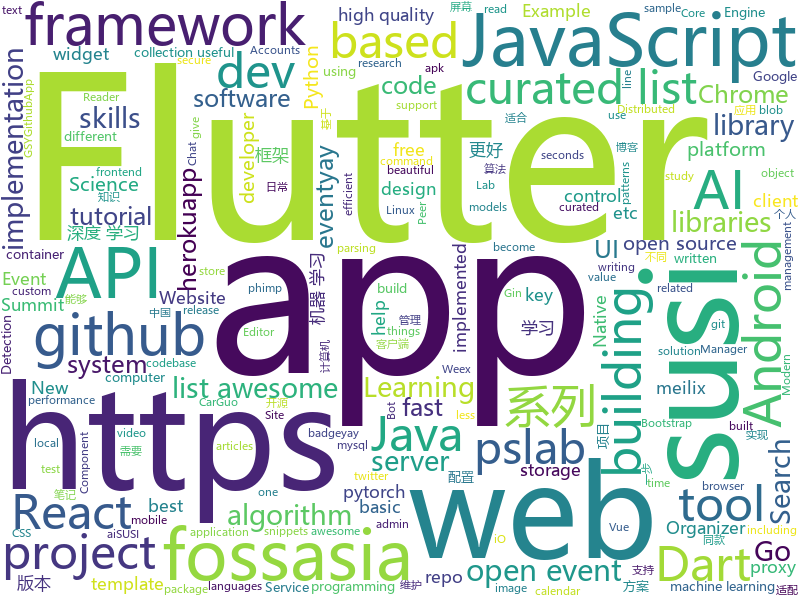 text
high quality
屏幕
read
sample
Core
Example
Engine
framework
based
JavaScript
widget
collection useful
Accounts
secure
research
apk
using
Google
dev
curated list
Chrome
code
line
software
Python
support
Reader
different
skills
developer
基于
Distributed
use
implementation
GSYGithubApp
Flutter
library
frontend
Chat
give
free
command
beautiful
适合
应用
blob
Science
框架
更好
博客
platform
seconds
知识
算法
AI
client
tutorial
efficient
日常
design
Lab
patterns
object
深度 学习
herokuapp
eventyay
Linux
Peer
models
curated
control
etc
libraries
study
个人
container
parsing
UI
open source
management
Event
API
app
susi
Android
不同
custom
store
become
writing
written
能够
Website
机器 学习
help
build
implemented
key
value
related
Summit
中国
release
phimp
things
Gin
building
Native
github
管理
学习
git
Detection
Editor
客户端
codebase
solution
Manager
system
计算机
Weex
less
Modern
New
computer
list awesome
Learning
fast
系列
meilix
Bootstrap
performance
CarGuo
Site
开源
Bot
built
https
Java
web
项目
实现
local
video
badgeyay
articles
mysql
server
pslab
配置
步
time
tool
Search
test
需要
Component
React
best
pytorch
storage
browser
twitter
one
algorithm
basic
Organizer
including
笔记
Vue
Go
同款
mobile
CSS
aiSUSI
admin
snippets
awesome
project
fossasia
Dart
proxy
application
iO
template
package
repo
open event
版本
languages
Service
programming
维护
image
calendar
方案
支持
machine learning
适配